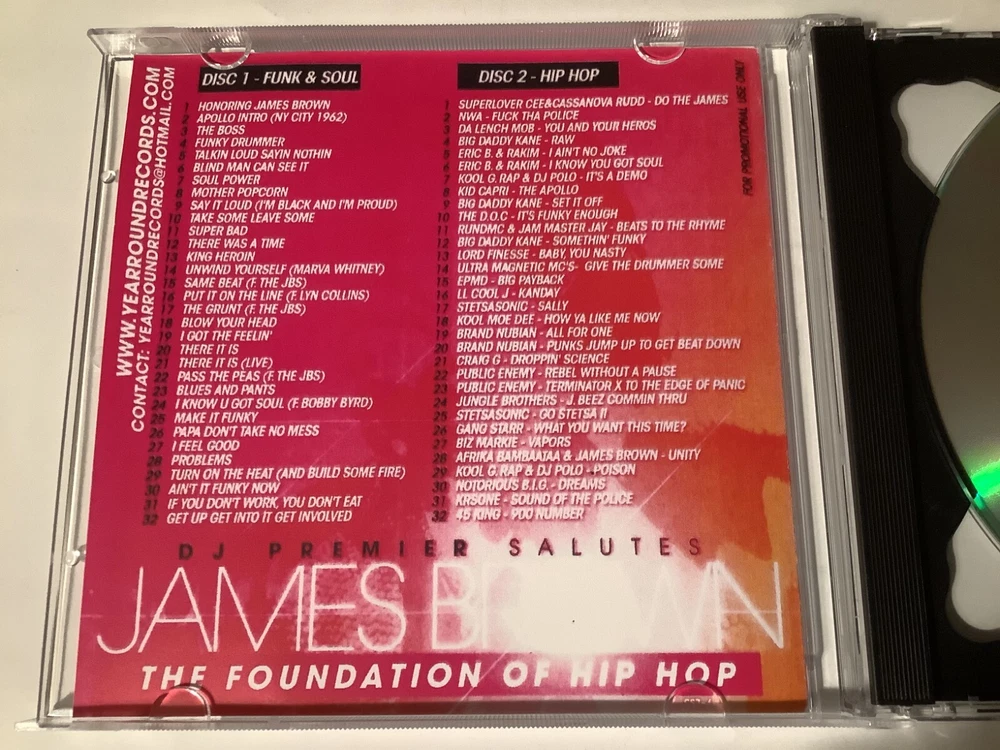 WWW.YEARROUNDRECORDS.COM
CONTACT: YEARROUNDRECORDS@HOTMAIL.COM
DISC 1 - FUNK & SOUL
1 HONORING JAMES BROWN
2 APOLLO INTRO (NY CITY 1962)
3 THE BOSS
4 FUNKY DRUMMER
5 TALKIN LOUD SAYIN NOTHIN
6 BLIND MAN CAN SEE IT
7 SOUL POWER
8 MOTHER POPCORN
9 SAY IT LOUD (I'M BLACK AND I'M PROUD)
10 TAKE SOME LEAVE SOME
11 SUPER BAD
12 THERE WAS A TIME
13 KING HEROIN
14 UNWIND YOURSELF (MARVA WHITNEY)
15 SAME BEAT (F. THE JBS)
16 PUT IT ON THE LINE (F. LYN COLLINS)
17 THE GRUNT (F. THE JBS)
18 BLOW YOUR HEAD
19 I GOT THE FEELIN'
20 THERE IT IS
21 THERE IT IS (LIVE)
22 PASS THE PEAS (F. THE JBS)
23 BLUES AND PANTS
24 I KNOW U GOT SOUL (F. BOBBY BYRD)
25 MAKE IT FUNKY
26 PAPA DON'T TAKE NO MESS
27 I FEEL GOOD
28 PROBLEMS
29 TURN ON THE HEAT (AND BUILD SOME FIRE)
30 AIN'T IT FUNKY NOW
31 IF YOU DON'T WORK, YOU DON'T EAT
32 GET UP GET INTO IT GET INVOLVED
DISC 2 - HIP HOP
1 SUPERLOVER CEE&CASSANOVA RUDD - DO THE JAMES
2 NWA - FUCK THA POLICE
3 DA LENCH MOB - YOU AND YOUR HEROS
4 BIG DADDY KANE - RAW
5 ERIC B. & RAKIM - I AIN'T NO JOKE
6 ERIC B. & RAKIM - I KNOW YOU GOT SOUL
7 KOOL G. RAP & DJ POLO - IT'S A DEMO
8 KID CAPRI - THE APOLLO
9 BIG DADDY KANE - SET IT OFF
10 THE D.O.C - IT'S FUNKY ENOUGH
11 RUNDMC & JAM MASTER JAY - BEATS TO THE RHYME
12 BIG DADDY KANE - SOMETHIN' FUNKY
13 LORD FINESSE - BABY, YOU NASTY
14 ULTRA MAGNETIC MC'S- GIVE THE DRUMMER SOME
15 EPMD - BIG PAYBACK
16 LL COOL J - KANDAY
17 STETSASONIC - SALLY
18 KOOL MOE DEE - HOW YA LIKE ME NOW
19 BRAND NUBIAN - ALL FOR ONE
20 BRAND NUBIAN - PUNKS JUMP UP TO GET BEAT DOWN
21 CRAIG G - DROPPIN' SCIENCE
22 PUBLIC ENEMY - REBEL WITHOUT A PAUSE
23 PUBLIC ENEMY - TERMINATOR X TO THE EDGE OF PANIC
24 JUNGLE BROTHERS - J. BEEZ COMMIN THRU
25 STETSASONIC - GO STETSA II
26 GANG STARR - WHAT YOU WANT THIS TIME?
27 BIZ MARKIE - VAPORS
28 AFRIKA BAMBAATAA & JAMES BROWN - UNITY
29 KOOL G. RAP & DJ POLO - POISON
30 NOTORIOUS B.I.G. - DREAMS
31 KRSONE - SOUND OF THE POLICE
32 45 KING - 900 NUMBER
FOR PROMOTIONAL USE ONLY
DJ PREMIER SALUTES
JAMES BROWN
THE FOUNDATION OF HIP HOP